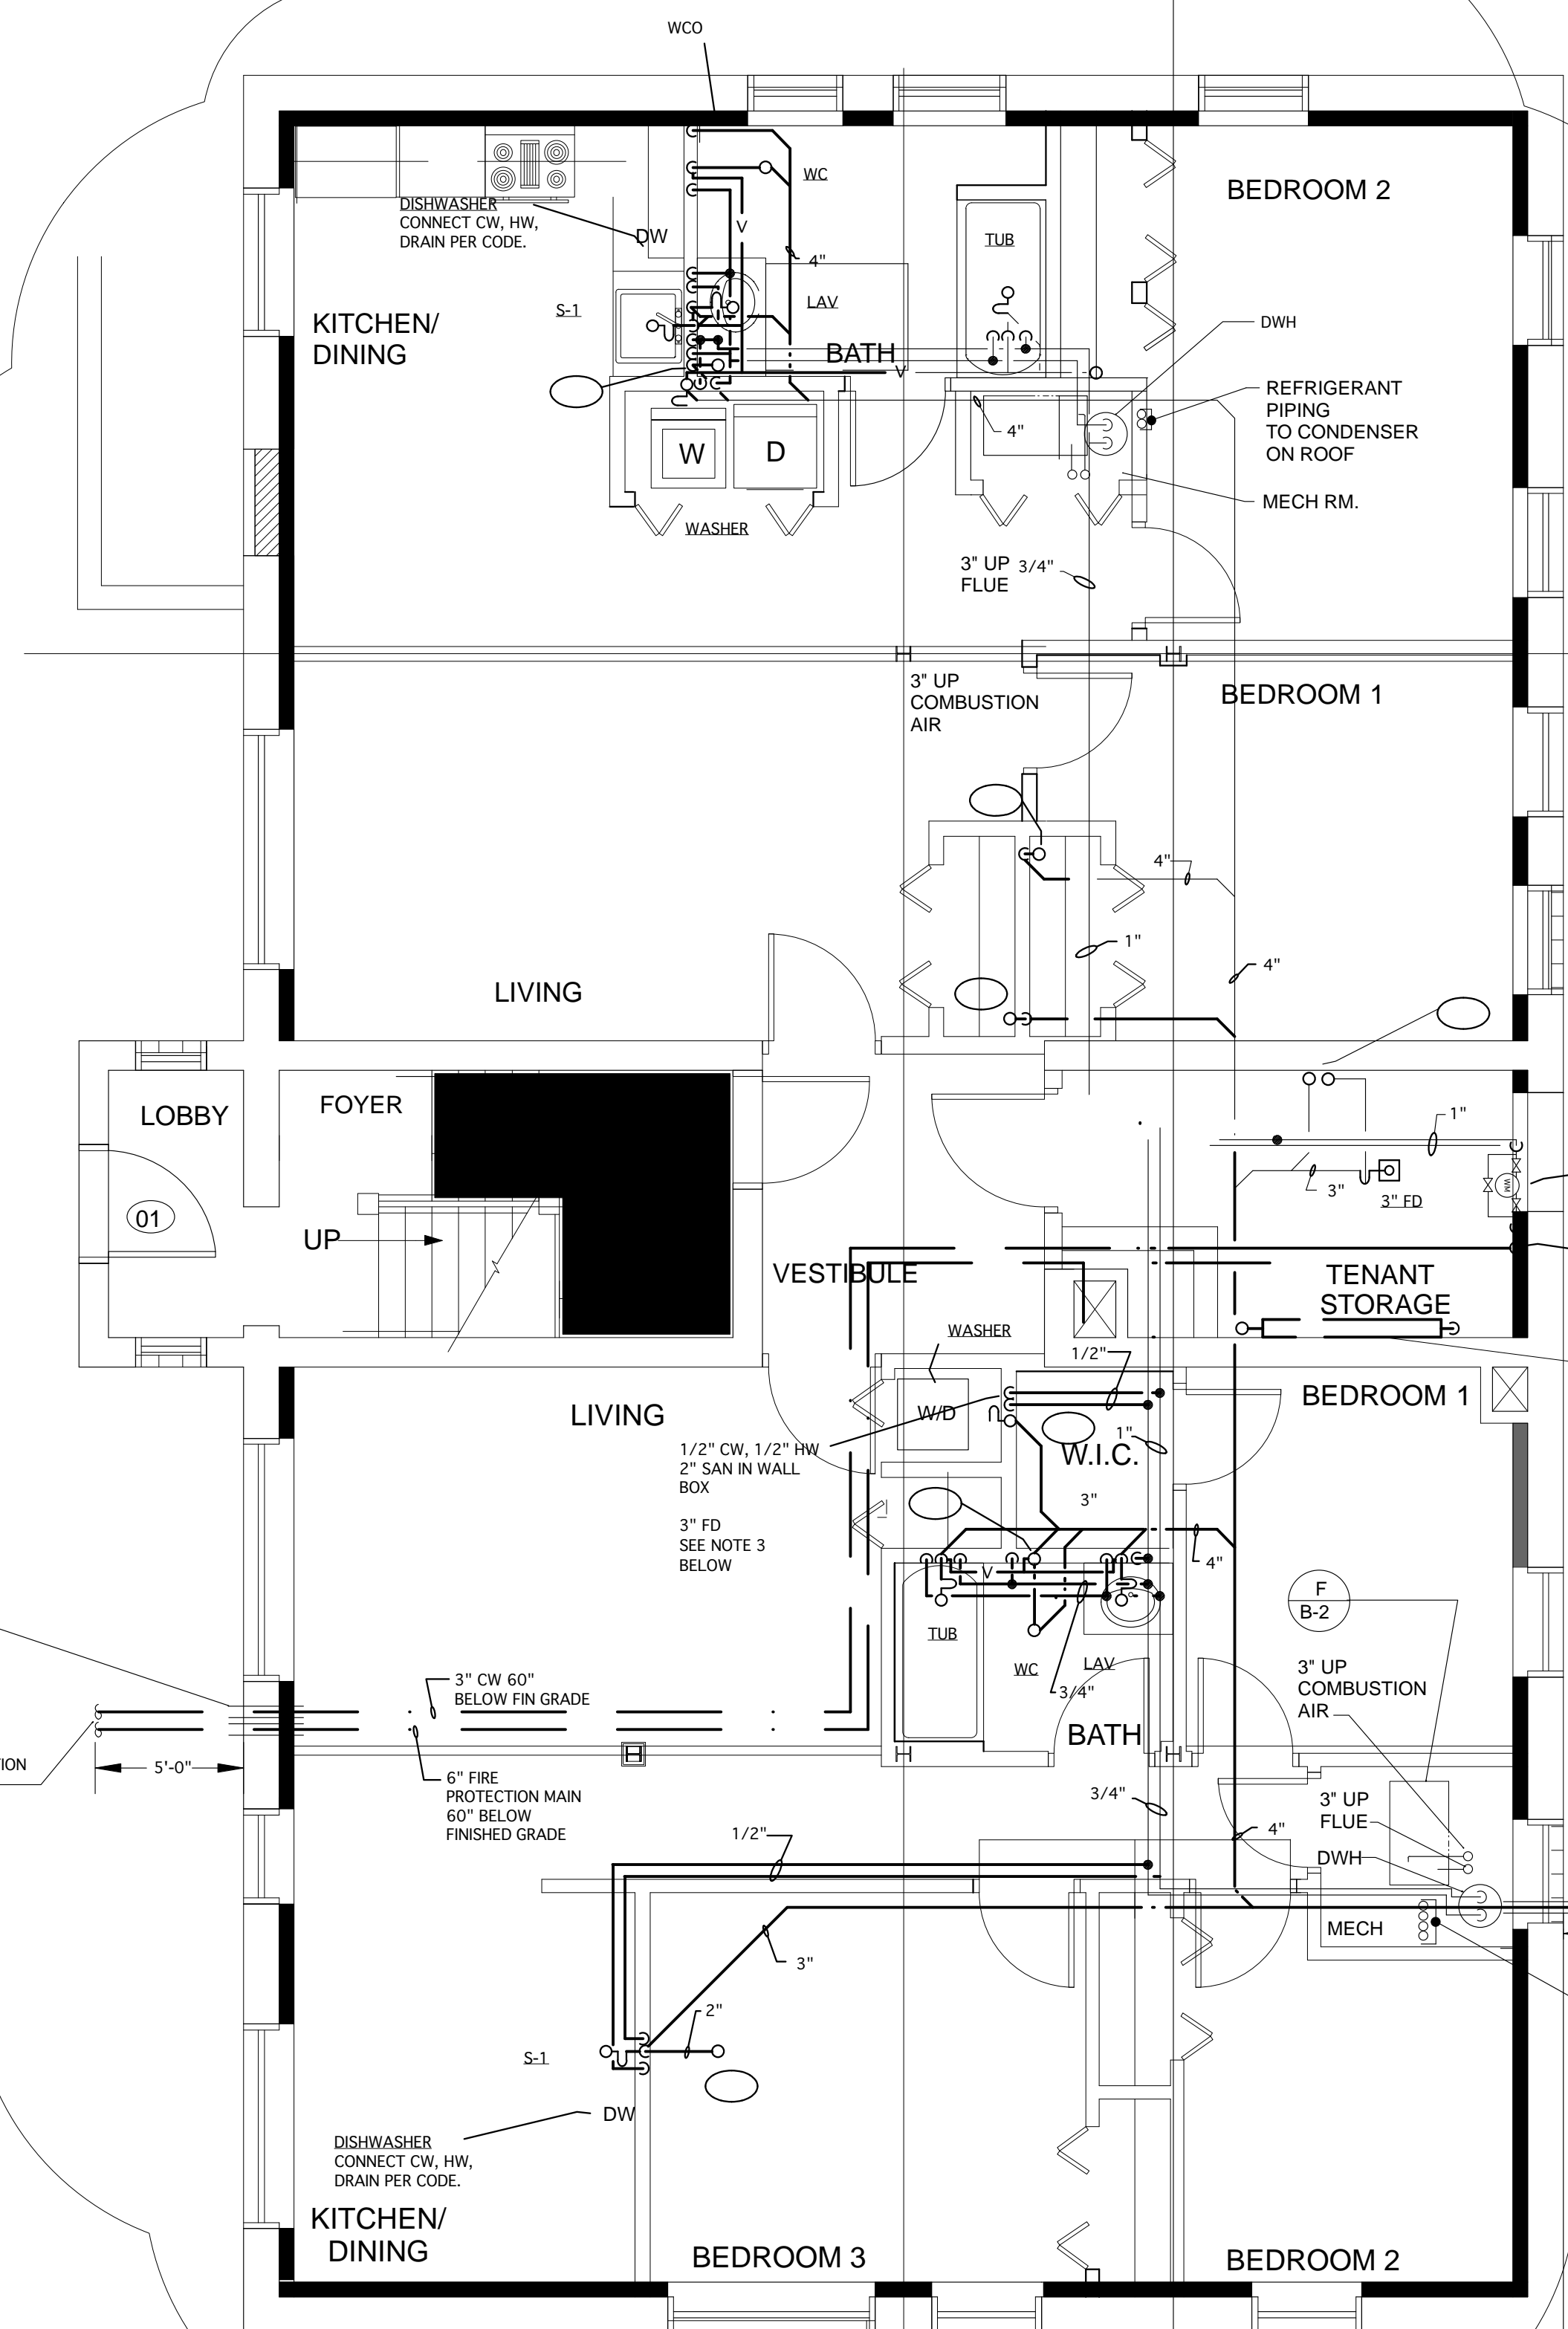 WCO
WC
BEDROOM 2
DISHWASHER
CONNECT CW, HW,
DRAIN PER CODE.
DW
V
4"
TUB
S-1
LAV
KITCHEN/
DINING
BATH
V
DWH
REFRIGERANT
PIPING
TO CONDENSER
ON ROOF
4"
W
D
MECH RM.
WASHER
3" UP
FLUE
3/4"
3" UP
COMBUSTION
AIR
BEDROOM 1
4"
1"
4"
LIVING
LOBBY
FOYER
1"
3"
3" FD
WM
01
UP
VESTIBULE
TENANT
STORAGE
WASHER
1/2"
BEDROOM 1
LIVING
W/D
1"
W.I.C.
1/2" CW, 1/2" HW
2" SAN IN WALL
BOX
3"
3" FD
SEE NOTE 3
BELOW
4"
V
F
B-2
TUB
WC
LAV
3/4"
3" CW 60"
BELOW FIN GRADE
3" UP
COMBUSTION
AIR
BATH
TION
5'-0"
6" FIRE
PROTECTION MAIN
60" BELOW
FINISHED GRADE
3/4"
3" UP
FLUE
1/2"
4"
DWH
MECH
3"
2"
S-1
DW
DISHWASHER
CONNECT CW, HW,
DRAIN PER CODE.
KITCHEN/
DINING
BEDROOM 3
BEDROOM 2